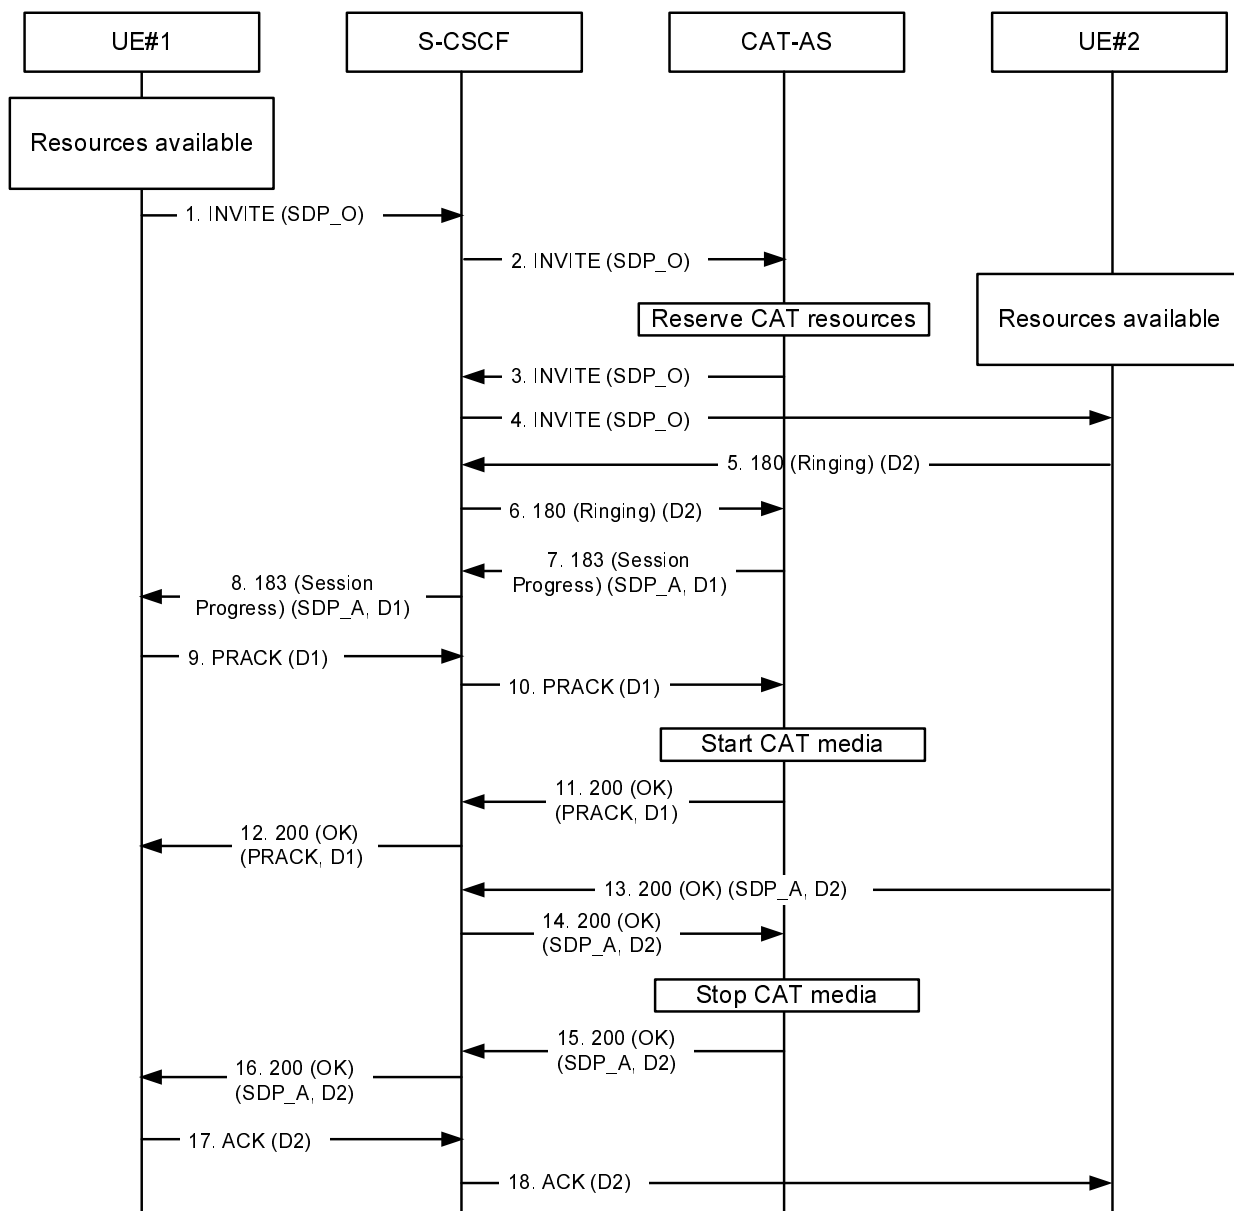 UE#1
S-CSCF
CAT-AS
UE#2
Resources available
1. INVITE (SDP_O)
2. INVITE (SDP_O)
Reserve CAT resources
Resources available
3. INVITE (SDP_O)
4. INVITE (SDP_O)
5. 180 (Ringing) (D2)
6. 180 (Ringing) (D2)
7. 183 (Session
Progress) (SDP_A, D1)
8. 183 (Session
Progress) (SDP_A, D1)
9. PRACK (D1)
10. PRACK (D1)
Start CAT media
11. 200 (OK)
(PRACK, D1)
12. 200 (OK)
(PRACK, D1)
13. 200 (OK) (SDP_A, D2)
14. 200 (OK)
(SDP_A, D2)
Stop CAT media
15. 200 (OK)
(SDP_A, D2)
16. 200 (OK)
(SDP_A, D2)
17. ACK (D2)
18. ACK (D2)